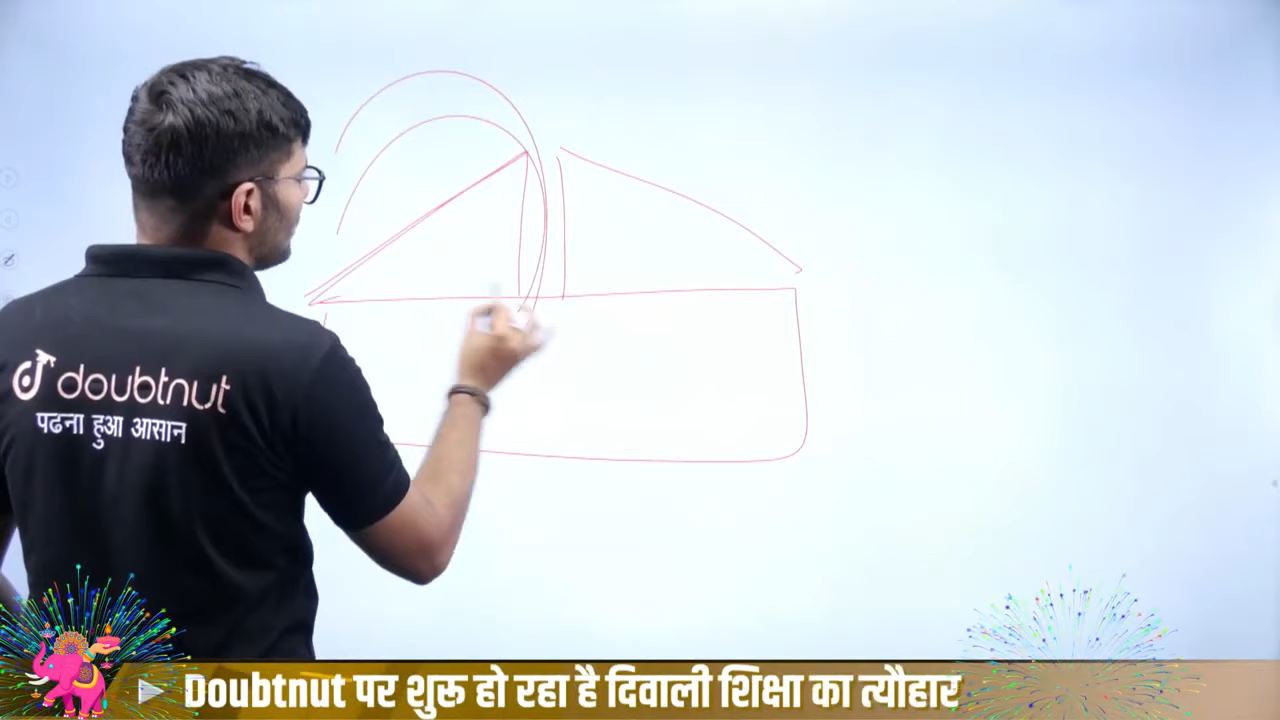 doubtnut
पढना हुआ आसान
Doubtnut पर शुरू हो रहा है दिवाली शिक्षा का त्यौहार